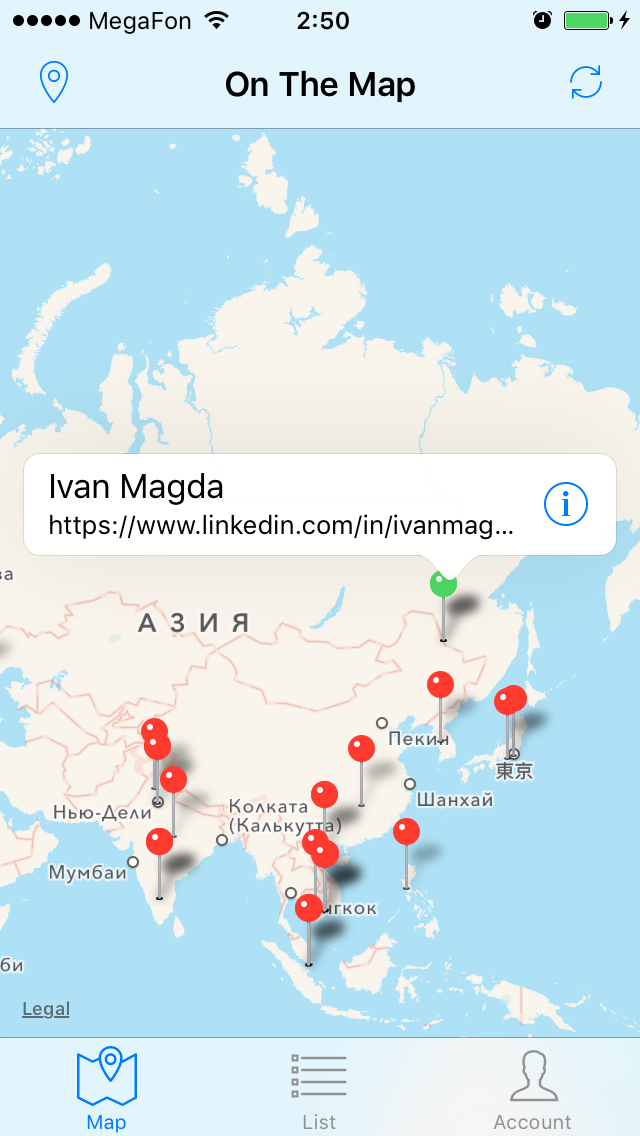 MegaFon 2:50
On The Map
Ivan Magda
https://www.linkedin.com/in/ivanmag...
ва
АЗИЯ
Пекин
東京
Нью-Дели
Колката
(Калькутта)
Шанхай
Мумбаи
нгкок
би
Legal
Map List Account